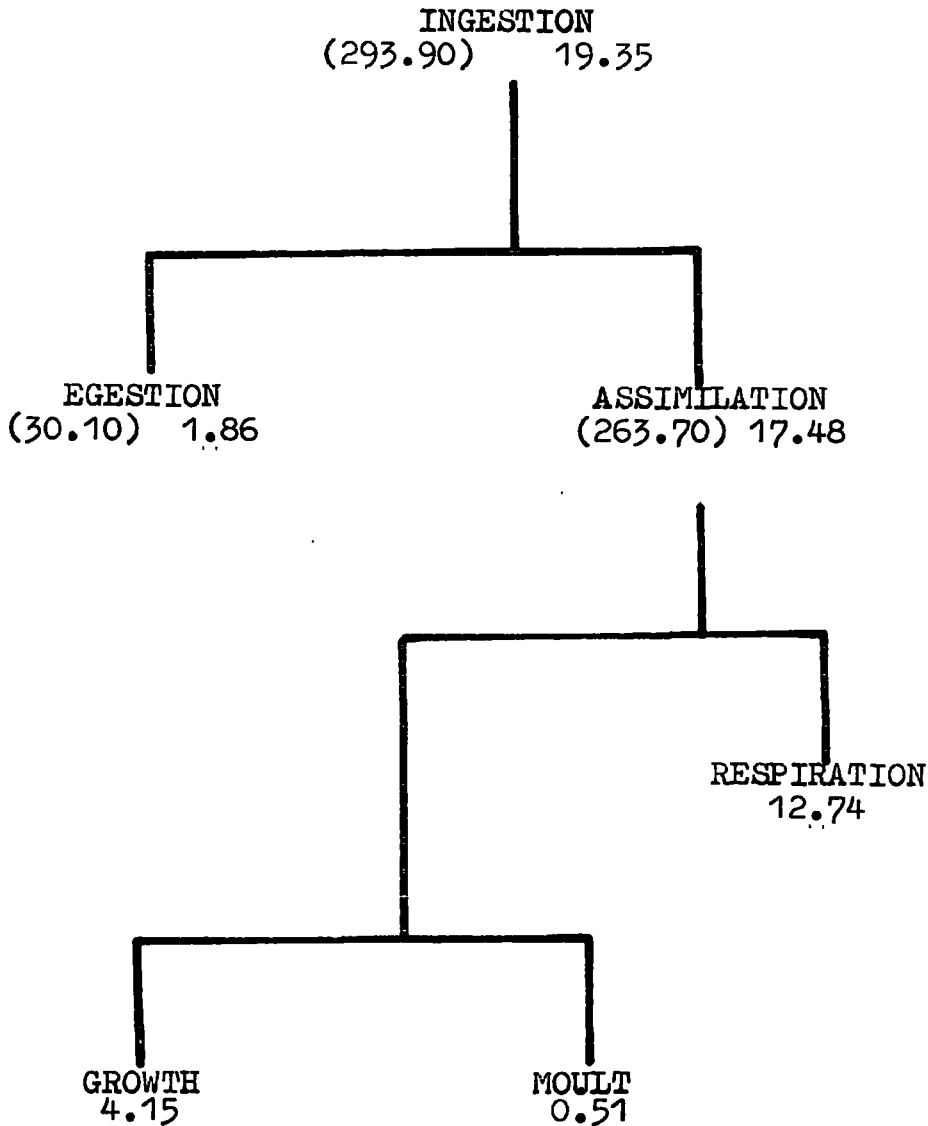 INGESTION
(293.90) 19.35
EGESTION
(30.10) 1.86
ASSIMILATION
(263.70) 17.48
RESPIRATION
12.74
GROWTH
4.15
MOULT
0.51